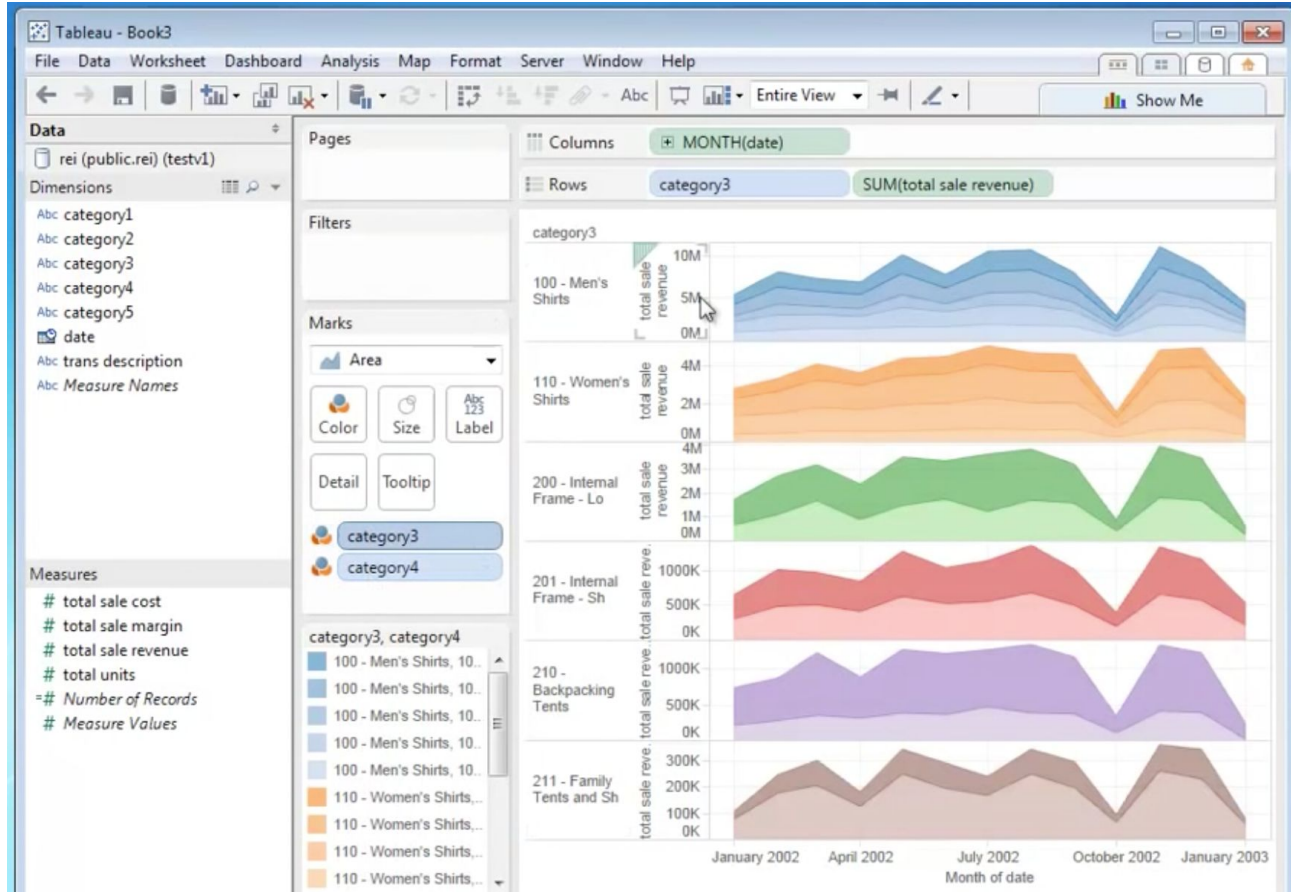 Tableau - Book3
File Data Worksheet Dashboard Analysis Map Format Server Window Help
Abc Entire View Show Me
Data
rei (public.rei) (testv1)
Dimensions
Abc category1
Abc category2
Abc category3
Abc category4
Abc category5
date
Abc trans description
Abc Measure Names
Measures
# total sale cost
# total sale margin
# total sale revenue
# total units
=# Number of Records
# Measure Values
Pages
Filters
Marks
Area
Color
Size
Abc
123
Label
Detail
Tooltip
category3
category4
category3, category4
100 - Men's Shirts, 10..
100 - Men's Shirts, 10..
100 - Men's Shirts, 10..
100 - Men's Shirts, 10..
100 - Men's Shirts, 10..
110 - Women's Shirts,..
110 - Women's Shirts,..
110 - Women's Shirts,..
110 - Women's Shirts,..
Columns MONTH(date)
Rows category3 SUM(total sale revenue)
category3
100 - Men's
Shirts
total sale
revenue
10M
5M
0M
110 - Women's
Shirts
total sale
revenue
4M
2M
0M
200 - Internal
Frame - Lo
total sale
revenue
4M
3M
2M
1M
0M
201 - Internal
Frame - Sh
total sale reve..
1000K
500K
0K
210 -
Backpacking
Tents
total sale reve..
1000K
500K
0K
211 - Family
Tents and Sh
total sale reve..
300K
200K
100K
0K
January 2002 April 2002 July 2002 October 2002 January 2003
Month of date